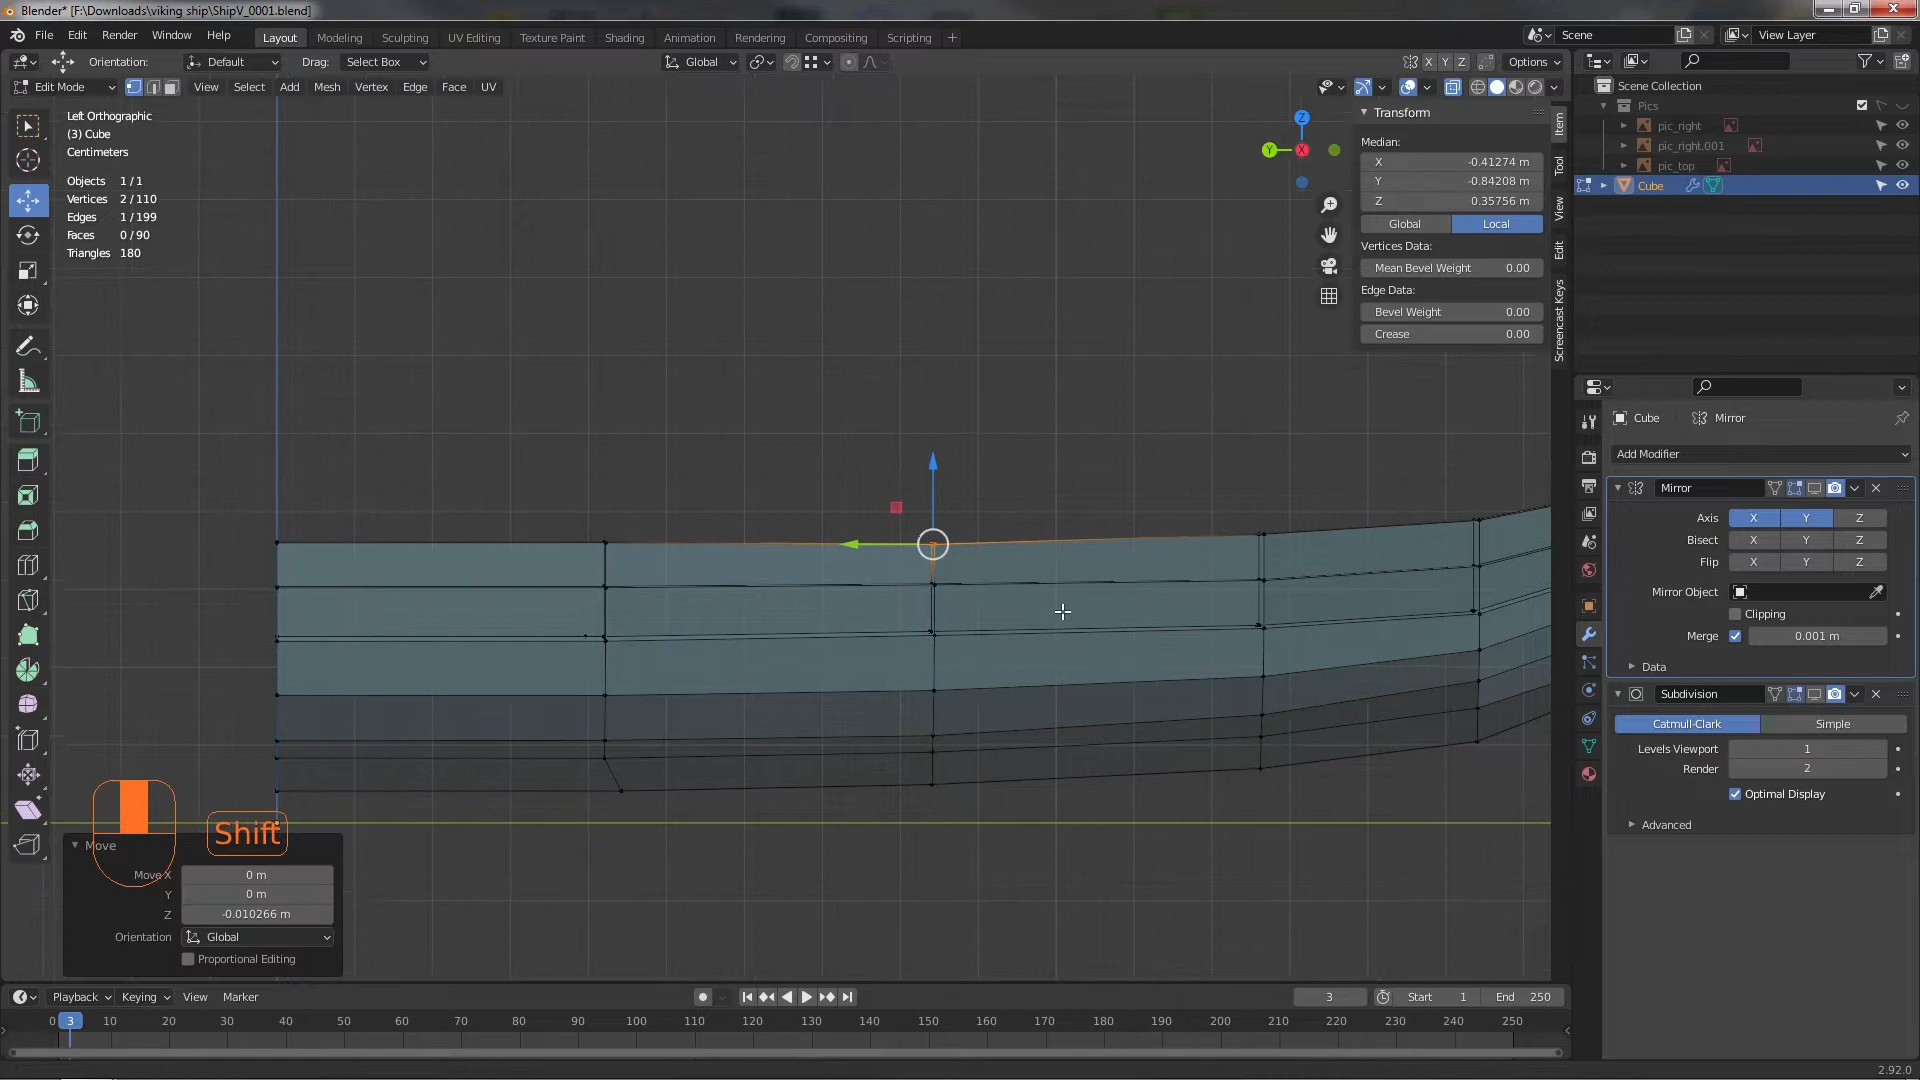 Blender* [F:\Downloads\viking ship\ShipV_0001.blend]
File Edit Render Window Help Layout Modeling Sculpting UV Editing Texture Paint Shading Animation Rendering Compositing Scripting + Scene View Layer
Orientation: Default Drag: Select Box Global X Y Z Options
Edit Mode View Select Add Mesh Vertex Edge Face UV
Left Orthographic
(3) Cube
Centimeters
Objects 1/1
Vertices 2/110
Edges 1/199
Faces 0/90
Triangles 180
Z
Y
X
Transform
Median:
X -0.41274 m
Y -0.84208 m
Z 0.35756 m
Global Local
Vertices Data:
Mean Bevel Weight 0.00
Edge Data:
Bevel Weight 0.00
Crease 0.00
Item
Tool
View
Edit
Screencast Keys
Scene Collection
Pics
pic_right
pic_right.001
pic_top
Cube
Cube Mirror
Add Modifier
Mirror
Axis X Y Z
Bisect X Y Z
Flip X Y Z
Mirror Object
Clipping
Merge 0.001 m
Data
Subdivision
Catmull-Clark Simple
Levels Viewport 1
Render 2
Optimal Display
Advanced
Shift
Move
Move X 0 m
Y 0 m
Z -0.010266 m
Orientation Global
Proportional Editing
Playback Keying View Marker 3 Start 1 End 250
0 3 10 20 30 40 50 60 70 80 90 100 110 120 130 140 150 160 170 180 190 200 210 220 230 240 250
2.92.0